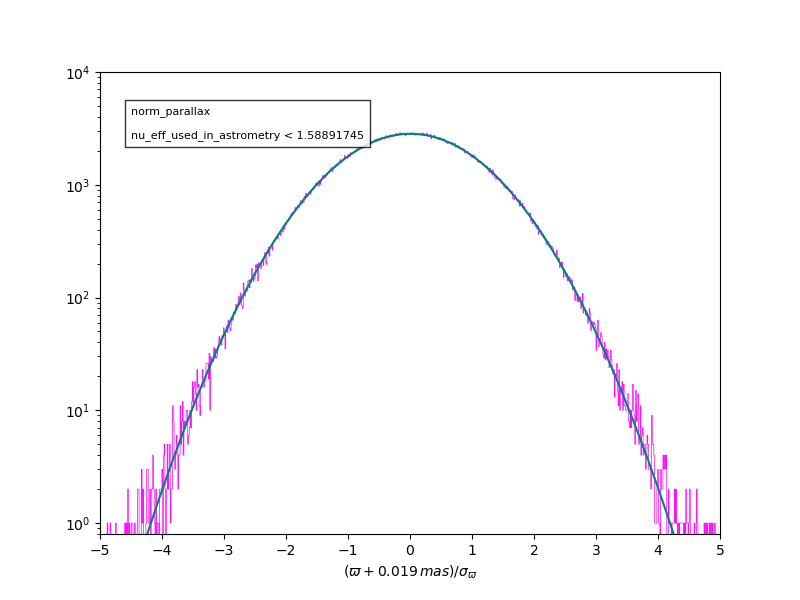 norm_parallax
nu_eff_used_in_astrometry < 1.58891745
10⁴
10³
10²
10¹
10⁰
−5 −4 −3 −2 −1 0 1 2 3 4 5
(ϖ + 0.019 mas)/σ_ϖ